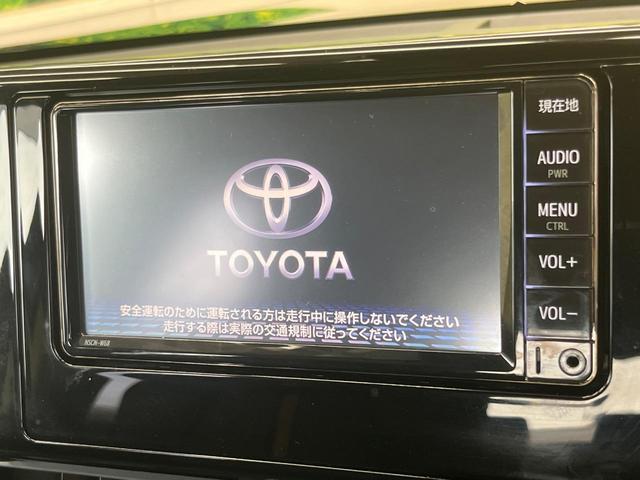 現在地
AUDIO
PWR
MENU
CTRL
VOL+
VOL-
TOYOTA
安全運転のために運転される方は走行中に操作しないでください
走行する際は実際の交通規制に従ってください
NSCN-W68